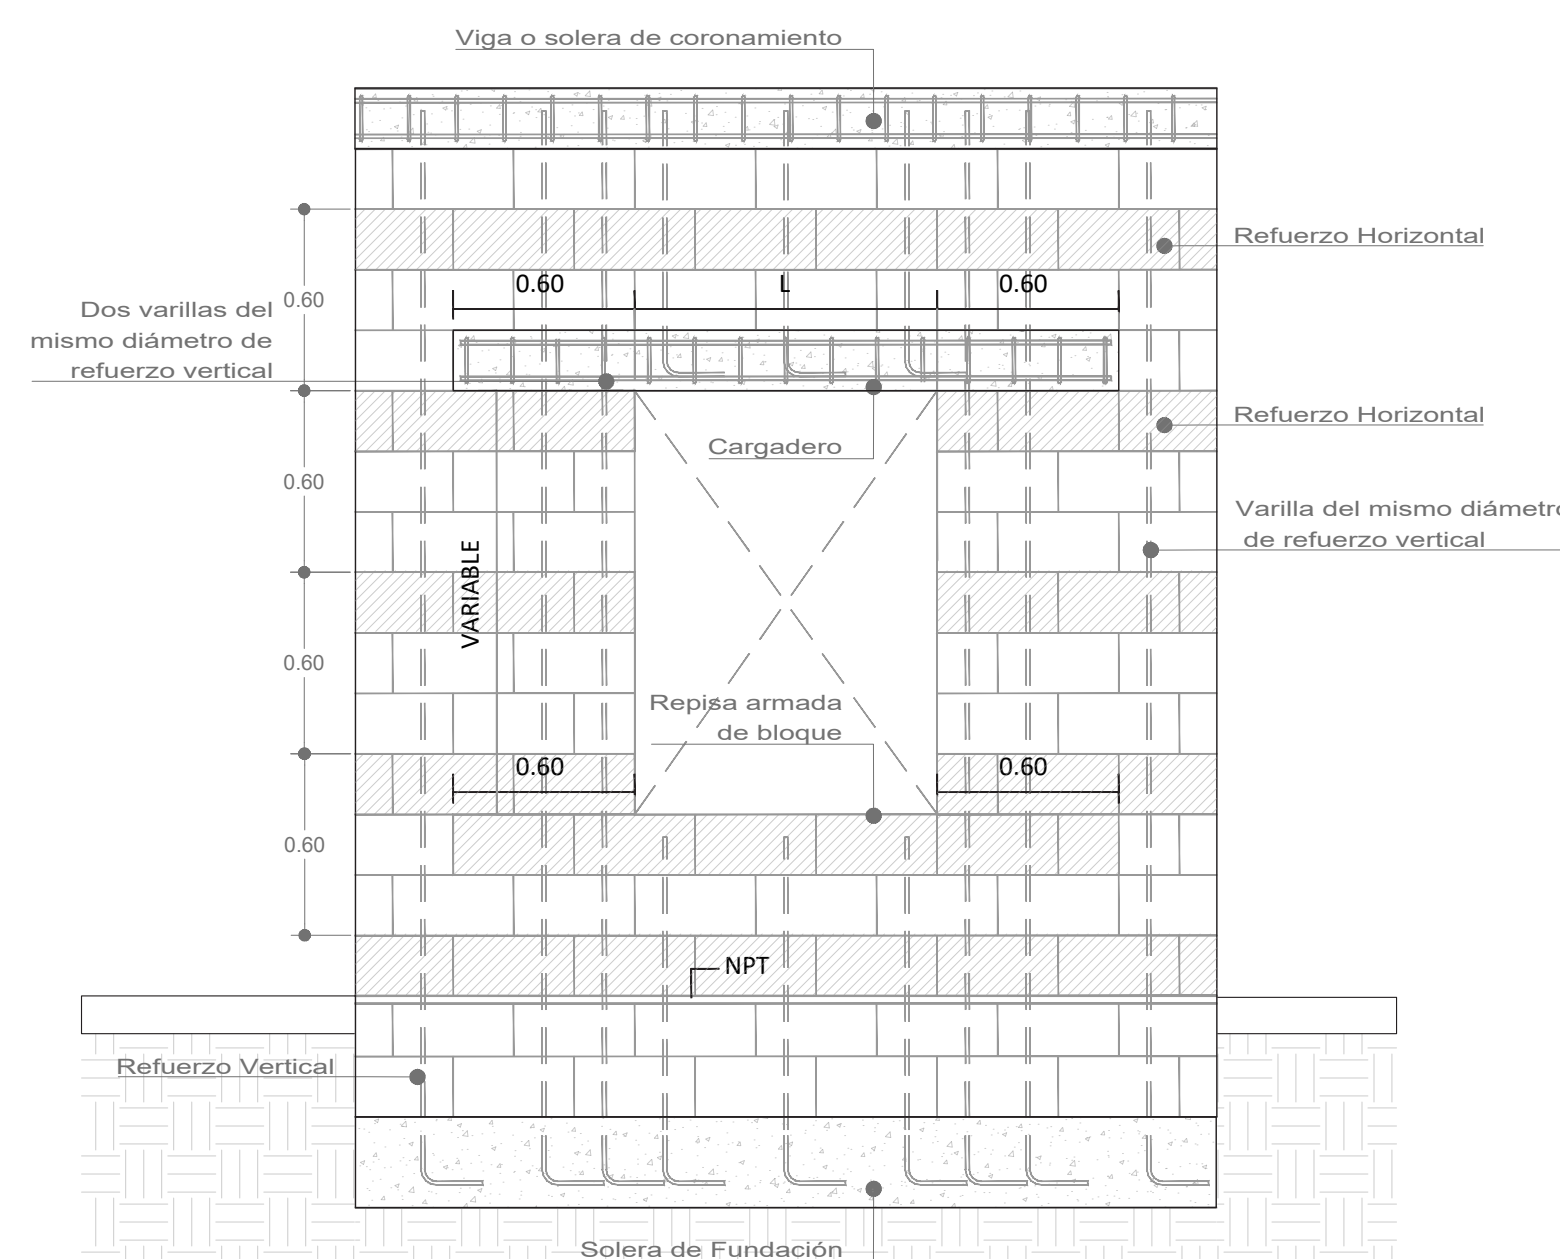 Viga o solera de coronamiento
Refuerzo Horizontal
0.60
L
0.60
0.60
Dos varillas del
mismo diámetro de
refuerzo vertical
Refuerzo Horizontal
Cargadero
0.60
Varilla del mismo diámetro
de refuerzo vertical
VARIABLE
0.60
Repisa armada
de bloque
0.60
0.60
0.60
NPT
Refuerzo Vertical
Solera de Fundación